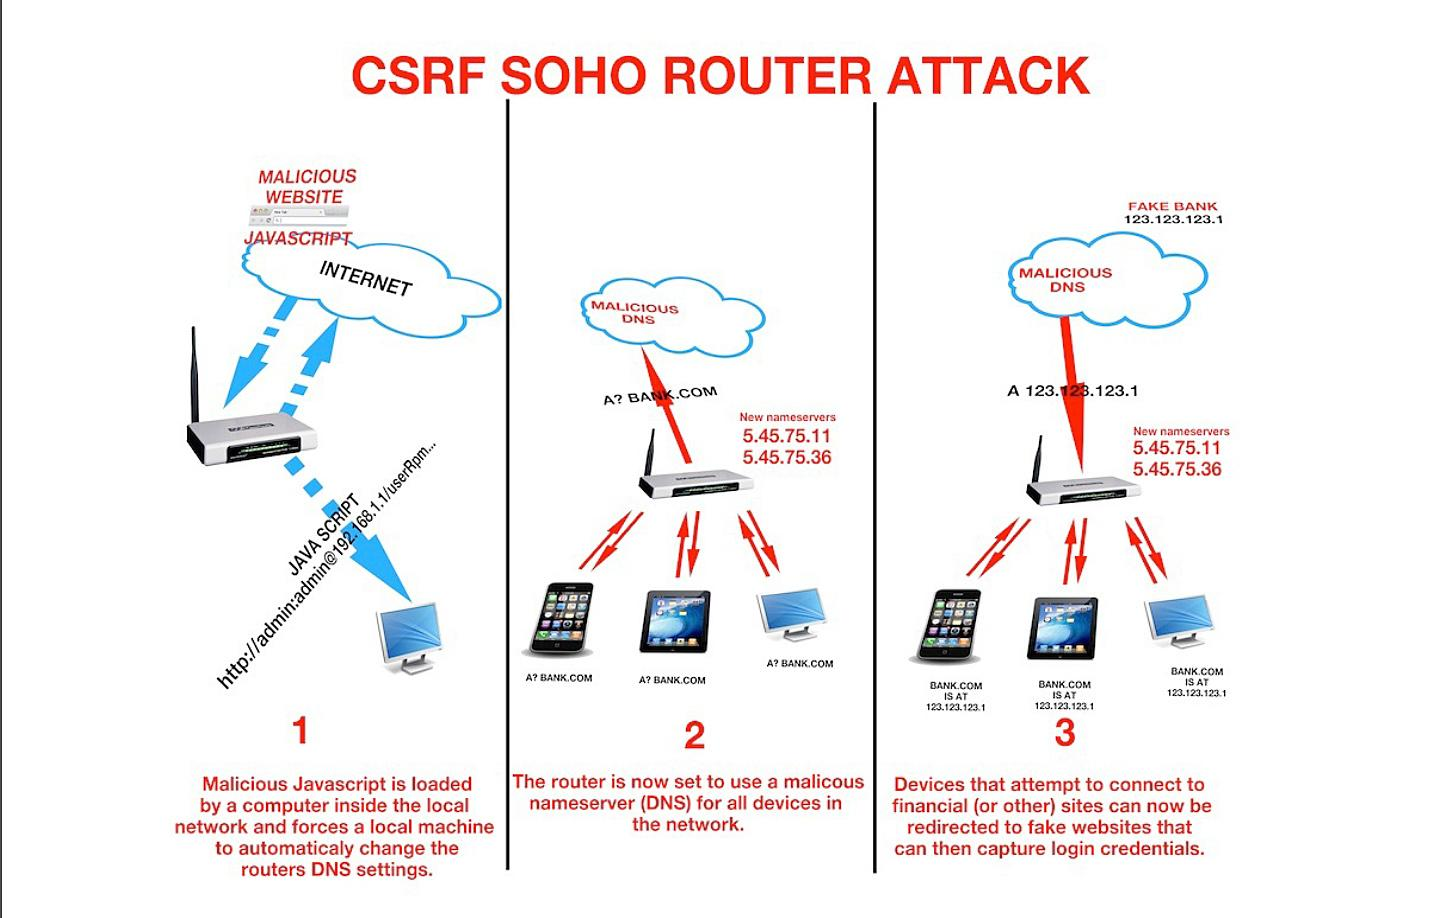 CSRF SOHO ROUTER ATTACK
MALICIOUS
WEBSITE
JAVASCRIPT
INTERNET
JAVA SCRIPT
http://admin:admin@192.168.1.1/userRpm...
1
Malicious Javascript is loaded
by a computer inside the local
network and forces a local machine
to automaticaly change the
routers DNS settings.
MALICIOUS
DNS
A? BANK.COM
New nameservers
5.45.75.11
5.45.75.36
A? BANK.COM
A? BANK.COM
A? BANK.COM
2
The router is now set to use a malicous
nameserver (DNS) for all devices in
the network.
FAKE BANK
123.123.123.1
MALICIOUS
DNS
A 123.123.123.1
New nameservers
5.45.75.11
5.45.75.36
BANK.COM
IS AT
123.123.123.1
BANK.COM
IS AT
123.123.123.1
BANK.COM
IS AT
123.123.123.1
3
Devices that attempt to connect to
financial (or other) sites can now be
redirected to fake websites that
can then capture login credentials.